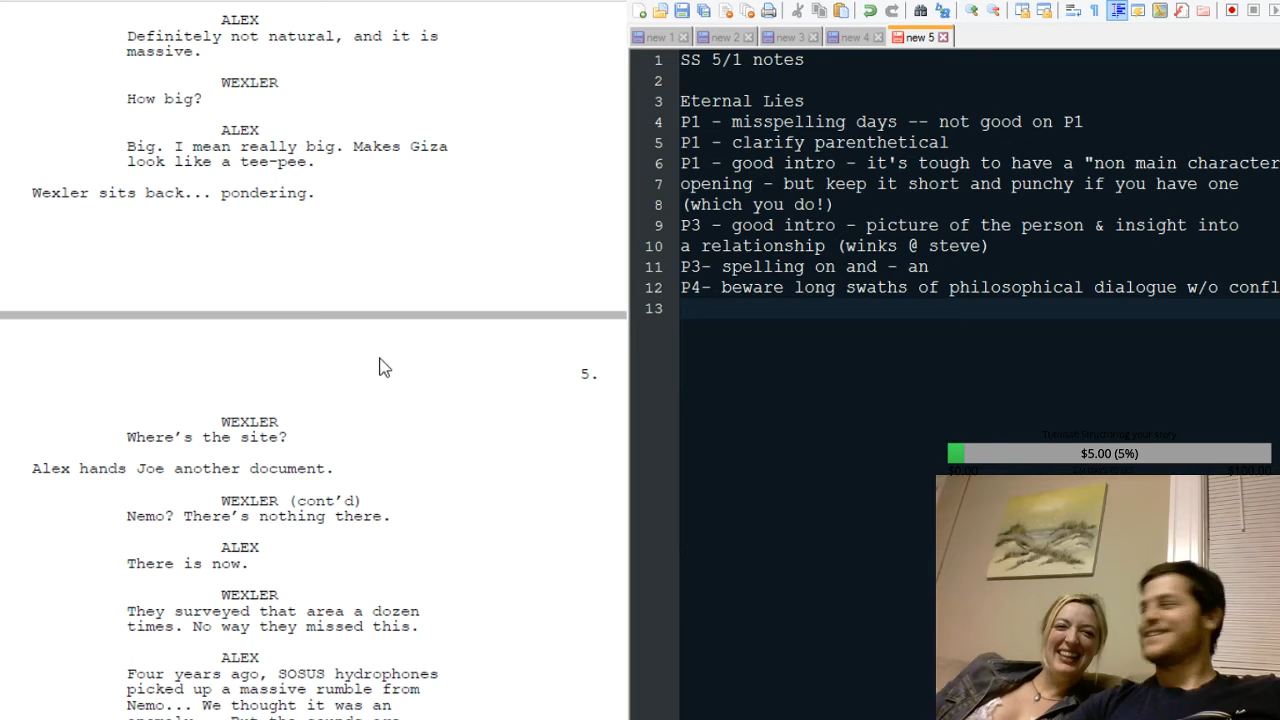 ALEX
Definitely not natural, and it is
massive.
WEXLER
How big?
ALEX
Big. I mean really big. Makes Giza
look like a tee-pee.
Wexler sits back... pondering.
5.
WEXLER
Where's the site?
Alex hands Joe another document.
WEXLER (cont'd)
Nemo? There's nothing there.
ALEX
There is now.
WEXLER
They surveyed that area a dozen
times. No way they missed this.
ALEX
Four years ago, SOSUS hydrophones
picked up a massive rumble from
Nemo... We thought it was an
new 1 new 2 new 3 new 4 new 5
1 SS 5/1 notes
2
3 Eternal Lies
4 P1 - misspelling days -- not good on P1
5 P1 - clarify parenthetical
6 P1 - good intro - it's tough to have a "non main character
7 opening - but keep it short and punchy if you have one
8 (which you do!)
9 P3 - good intro - picture of the person & insight into
10 a relationship (winks @ steve)
11 P3- spelling on and - an
12 P4- beware long swaths of philosophical dialogue w/o confl
13
Structuring your story
$5.00 (5%)
$0.00 $100.00